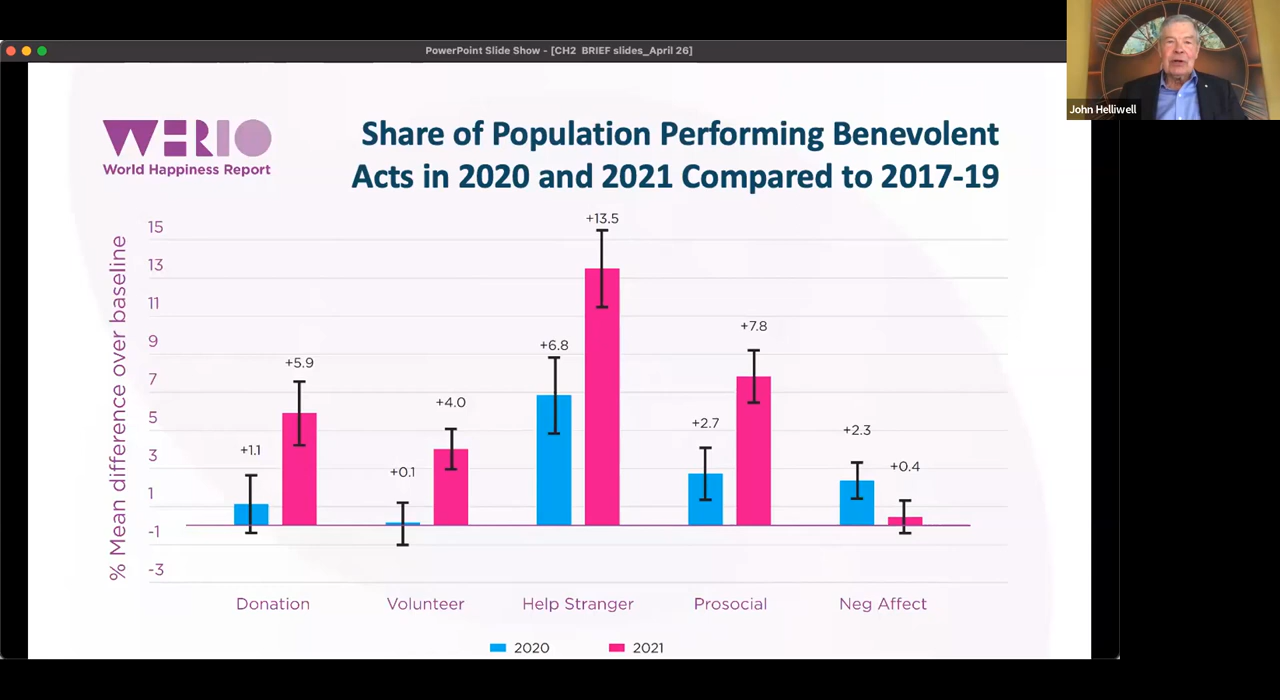 PowerPoint Slide Show - [CH2 BRIEF slides_April 26]
John Helliwell
WHR10
World Happiness Report
Share of Population Performing Benevolent
Acts in 2020 and 2021 Compared to 2017-19
% Mean difference over baseline
15
13
11
9
7
5
3
1
-1
-3
+1.1
+5.9
+0.1
+4.0
+6.8
+13.5
+2.7
+7.8
+2.3
+0.4
Donation
Volunteer
Help Stranger
Prosocial
Neg Affect
2020
2021